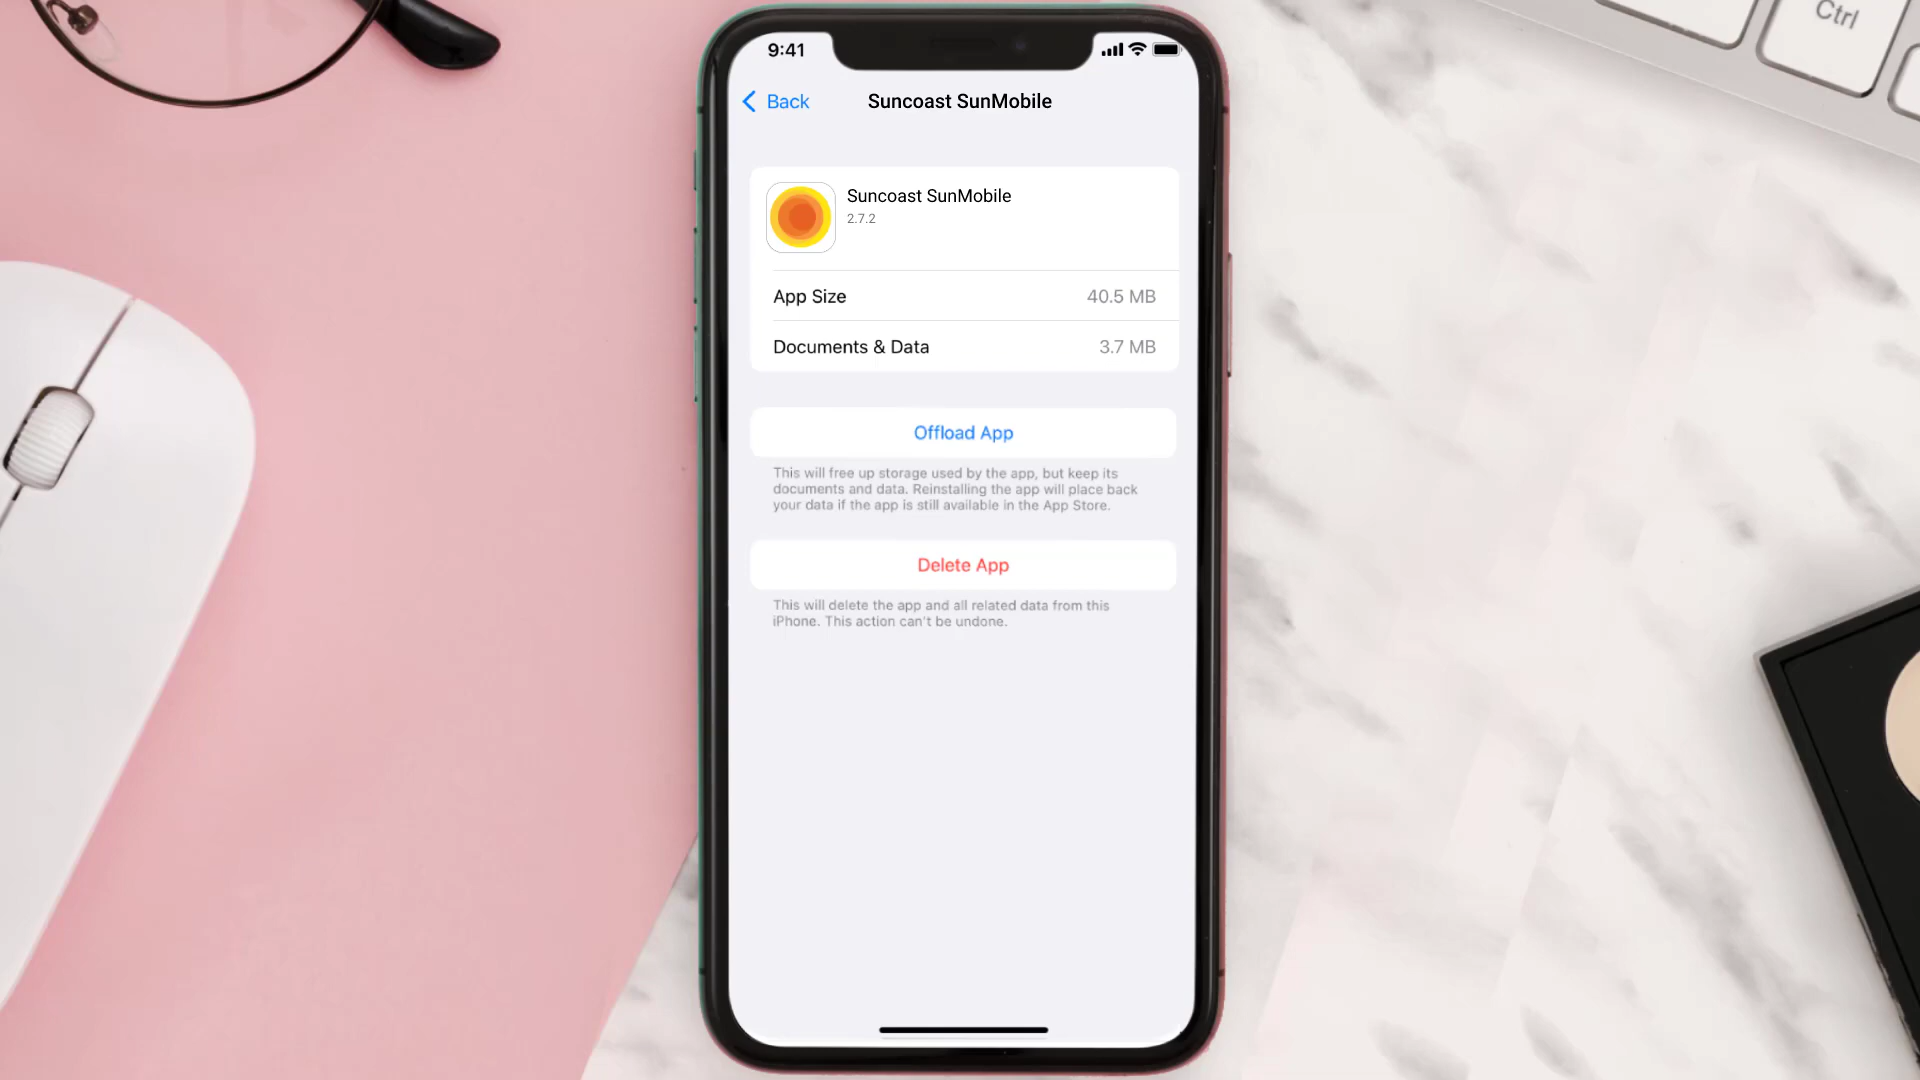 Ctrl
9:41
Back
Suncoast SunMobile
Suncoast SunMobile
2.7.2
App Size 40.5 MB
Documents & Data 3.7 MB
Offload App
This will free up storage used by the app, but keep its
documents and data. Reinstalling the app will place back
your data if the app is still available in the App Store.
Delete App
This will delete the app and all related data from this
iPhone. This action can't be undone.